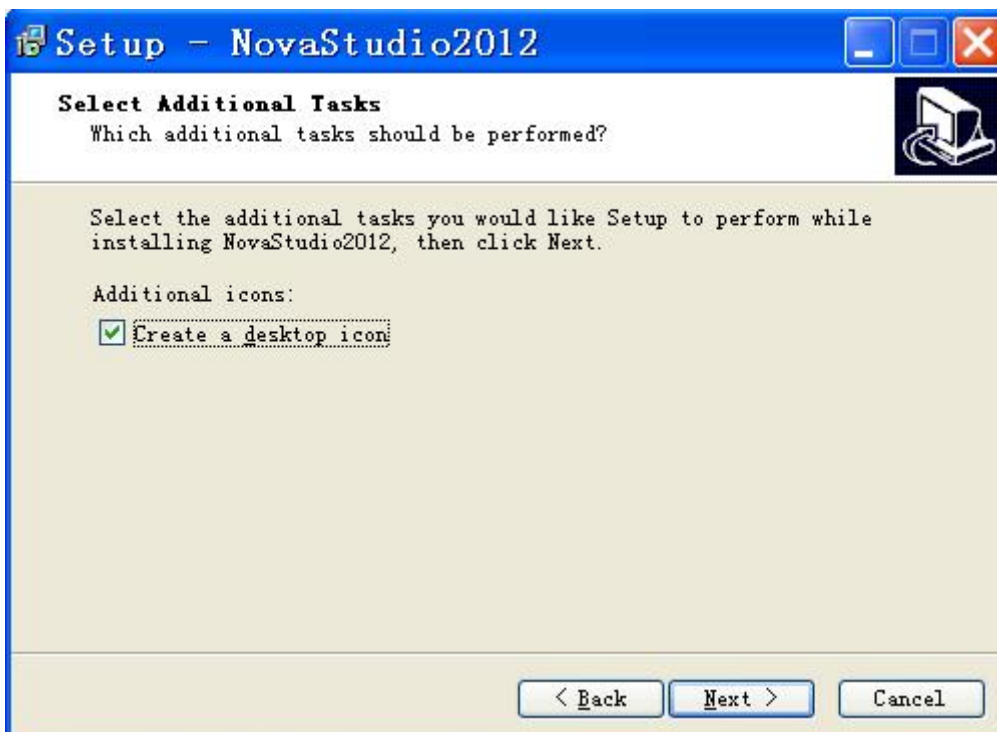 Setup - NovaStudio2012
Select Additional Tasks
Which additional tasks should be performed?
Select the additional tasks you would like Setup to perform while
installing NovaStudio2012, then click Next.
Additional icons:
Create a desktop icon
< Back
Next >
Cancel